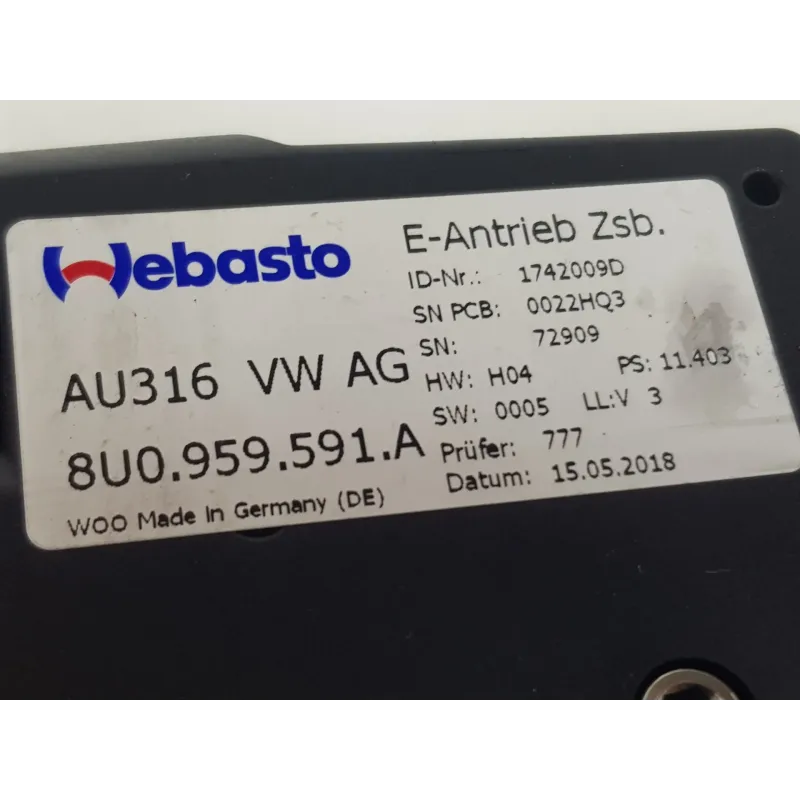 Webasto
AU316 VW AG
8U0.959.591.A
WOO Made in Germany (DE)
E-Antrieb Zsb.
ID-Nr.: 1742009D
SN PCB: 0022HQ3
SN: 72909
HW: H04 PS: 11.403
SW: 0005 LL:V 3
Prüfer: 777
Datum: 15.05.2018